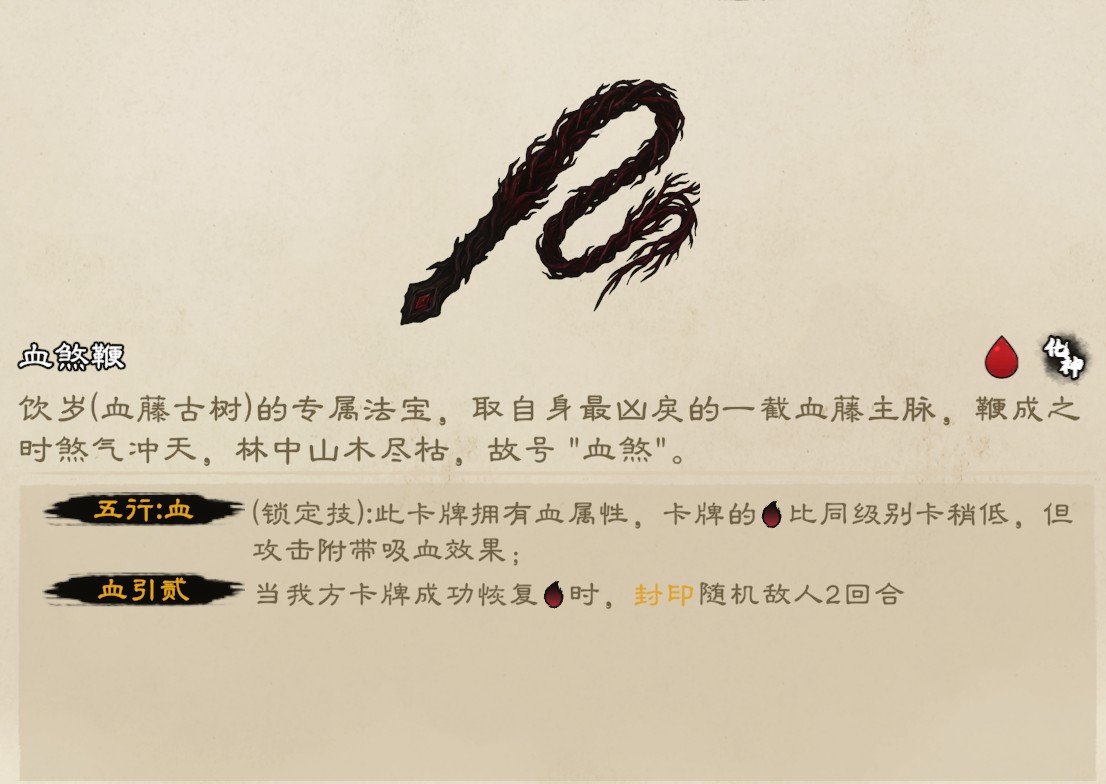 血煞鞭
化神
饮岁(血藤古树)的专属法宝，取自身最凶戾的一截血藤主脉，鞭成之
时煞气冲天，林中山木尽枯，故号 "血煞"。
五行:血
(锁定技):此卡牌拥有血属性，卡牌的比同级别卡稍低，但
攻击附带吸血效果；
血引贰
当我方卡牌成功恢复时，封印随机敌人2回合